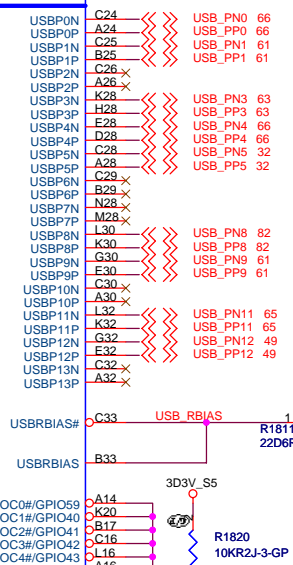 USBP0N C24 USB_PN0 66
USBP0P A24 USB_PP0 66
USBP1N C25 USB_PN1 61
USBP1P B25 USB_PP1 61
USBP2N C26
USBP2P A26
USBP3N K28 USB_PN3 63
USBP3P H28 USB_PP3 63
USBP4N E28 USB_PN4 66
USBP4P D28 USB_PP4 66
USBP5N C28 USB_PN5 32
USBP5P A28 USB_PP5 32
USBP6N C29
USBP6P B29
USBP7N N28
USBP7P M28
USBP8N L30 USB_PN8 82
USBP8P K30 USB_PP8 82
USBP9N G30 USB_PN9 61
USBP9P E30 USB_PP9 61
USBP10N C30
USBP10P A30
USBP11N L32 USB_PN11 65
USBP11P K32 USB_PP11 65
USBP12N G32 USB_PN12 49
USBP12P E32 USB_PP12 49
USBP13N C32
USBP13P A32
USBRBIAS# C33 USB_RBIAS 1
R1811
22D6R
USBRBIAS B33
3D3V_S5
OC0#/GPIO59 A14
OC1#/GPIO40 K20
OC2#/GPIO41 B17
OC3#/GPIO42 C16
OC4#/GPIO43 L16
R1820
10KR2J-3-GP